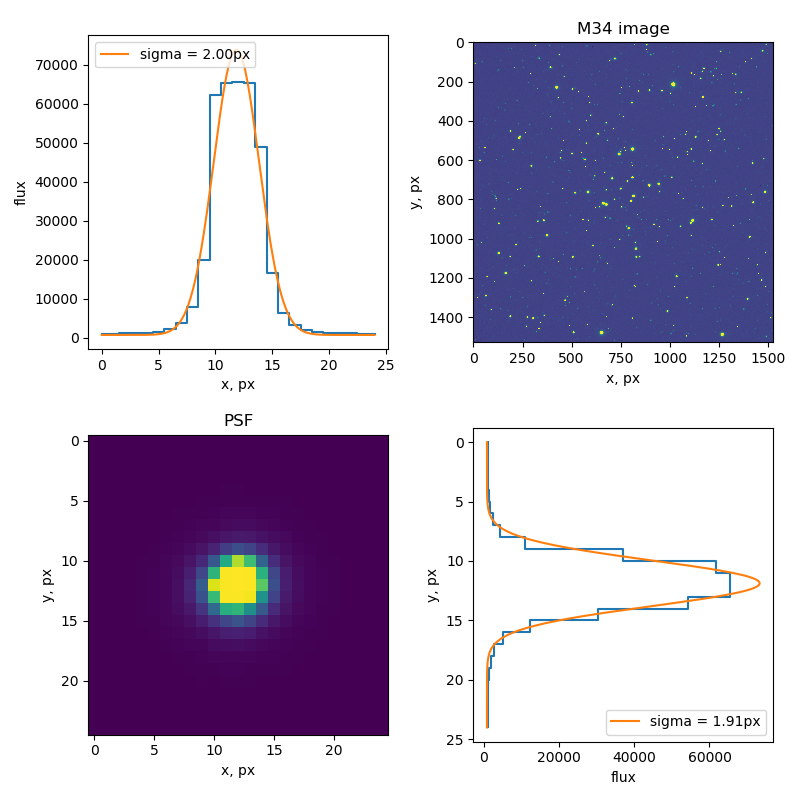 sigma = 2.00px
70000
60000
50000
40000
30000
20000
10000
0
flux
0 5 10 15 20 25
x, px
M34 image
0
200
400
600
800
1000
1200
1400
y, px
0 250 500 750 1000 1250 1500
x, px
PSF
0
5
10
15
20
y, px
0 5 10 15 20
x, px
0
5
10
15
20
25
y, px
sigma = 1.91px
0 20000 40000 60000
flux